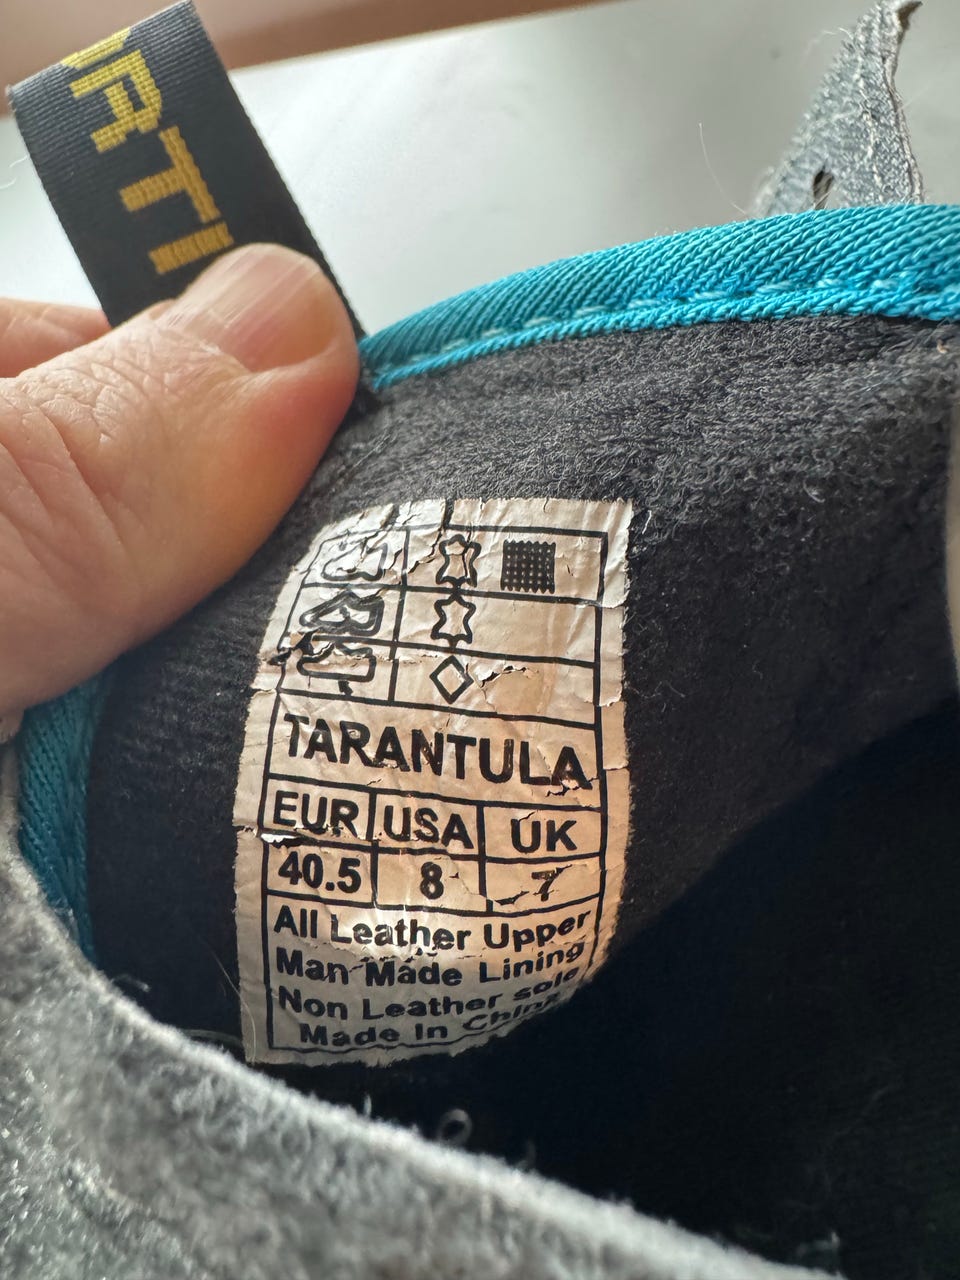 ORTI
TARANTULA
EUR USA UK
40.5 8 7
All Leather Upper
Man Made Lining
Non Leather sole
Made In China